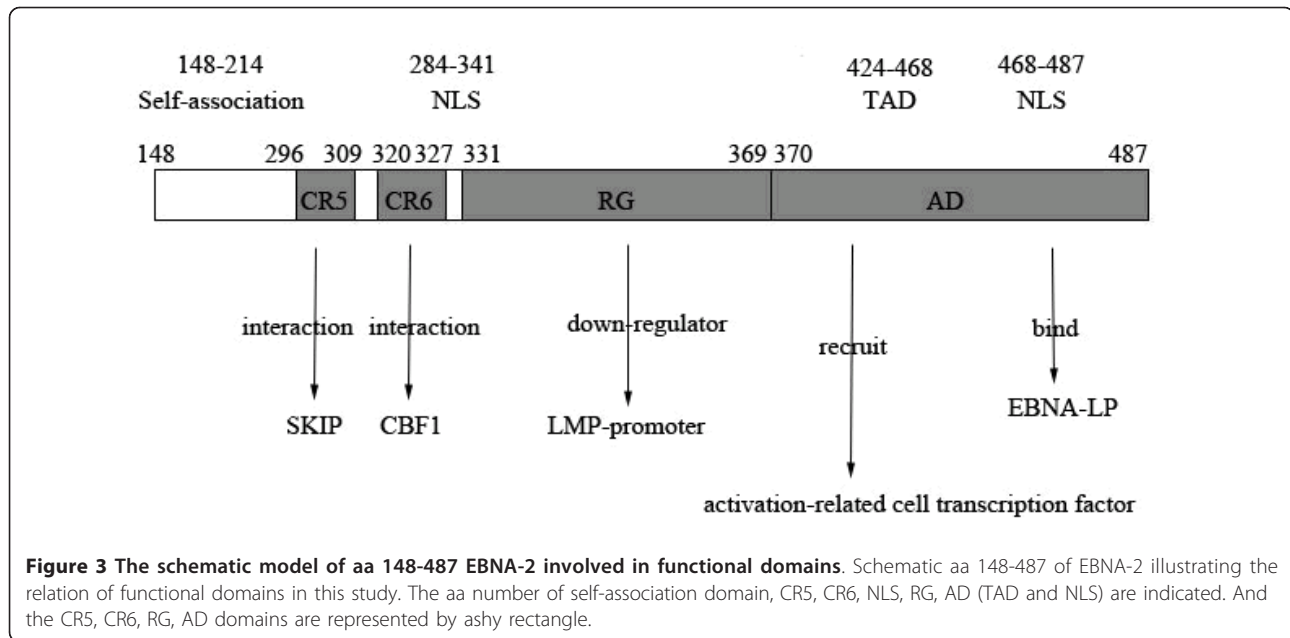 148-214 284-341 424-468 468-487
Self-association NLS TAD NLS
148 296 309 320 327 331 369 370 487
CR5 CR6 RG AD
interaction interaction down-regulator recruit bind
SKIP CBF1 LMP-promoter EBNA-LP
activation-related cell transcription factor
Figure 3 The schematic model of aa 148-487 EBNA-2 involved in functional domains. Schematic aa 148-487 of EBNA-2 illustrating the
relation of functional domains in this study. The aa number of self-association domain, CR5, CR6, NLS, RG, AD (TAD and NLS) are indicated. And
the CR5, CR6, RG, AD domains are represented by ashy rectangle.